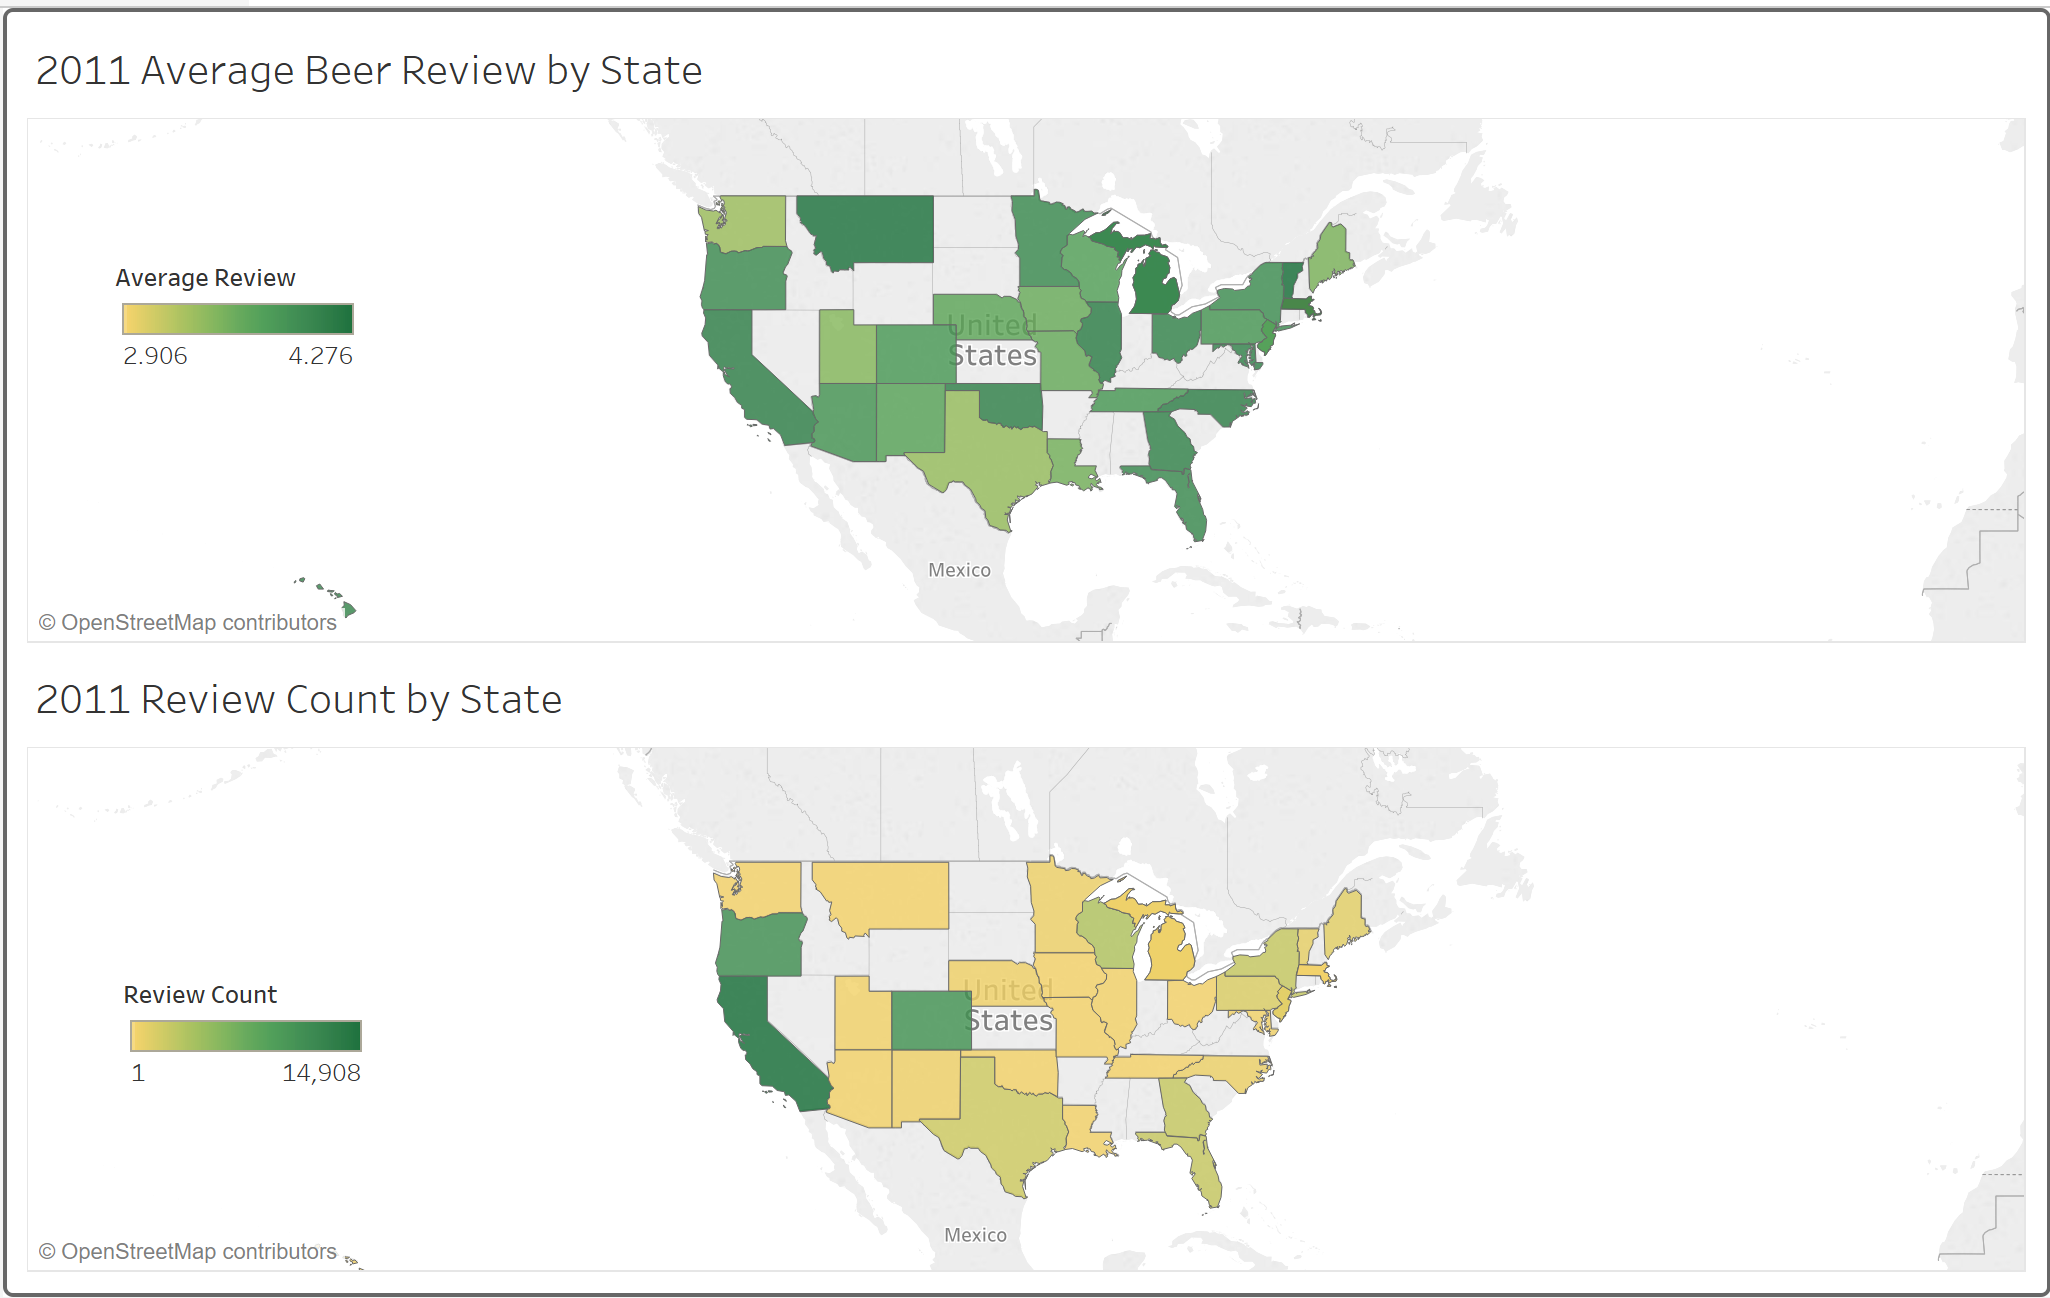 2011 Average Beer Review by State
Average Review
2.906 4.276
United
States
Mexico
© OpenStreetMap contributors
2011 Review Count by State
Review Count
1 14,908
United
States
Mexico
© OpenStreetMap contributors